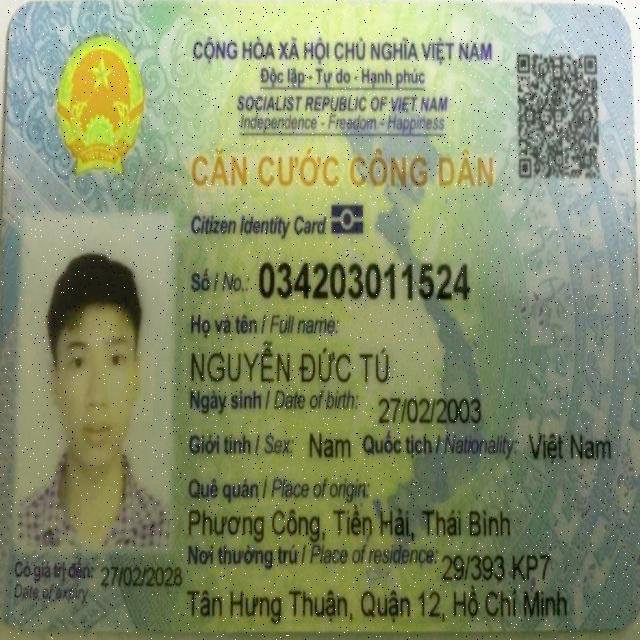 CỘNG HÒA XÃ HỘI CHỦ NGHĨA VIỆT NAM
Độc lập - Tự do - Hạnh phúc
SOCIALIST REPUBLIC OF VIET NAM
Independence - Freedom - Happiness
CĂN CƯỚC CÔNG DÂN
Citizen Identity Card
Số / No.: 034203011524
Họ và tên / Full name:
NGUYỄN ĐỨC TÚ
Ngày sinh / Date of birth: 27/02/2003
Giới tính / Sex: Nam Quốc tịch / Nationality: Việt Nam
Quê quán / Place of origin:
Phương Công, Tiền Hải, Thái Bình
Nơi thường trú / Place of residence: 29/393 KP7
Tân Hưng Thuận, Quận 12, Hồ Chí Minh
Có giá trị đến: 27/02/2028
Date of expiry